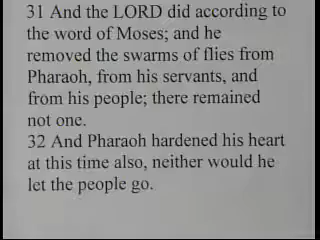 31 And the LORD did according to
the word of Moses; and he
removed the swarms of flies from
Pharaoh, from his servants, and
from his people; there remained
not one.
32 And Pharaoh hardened his heart
at this time also, neither would he
let the people go.